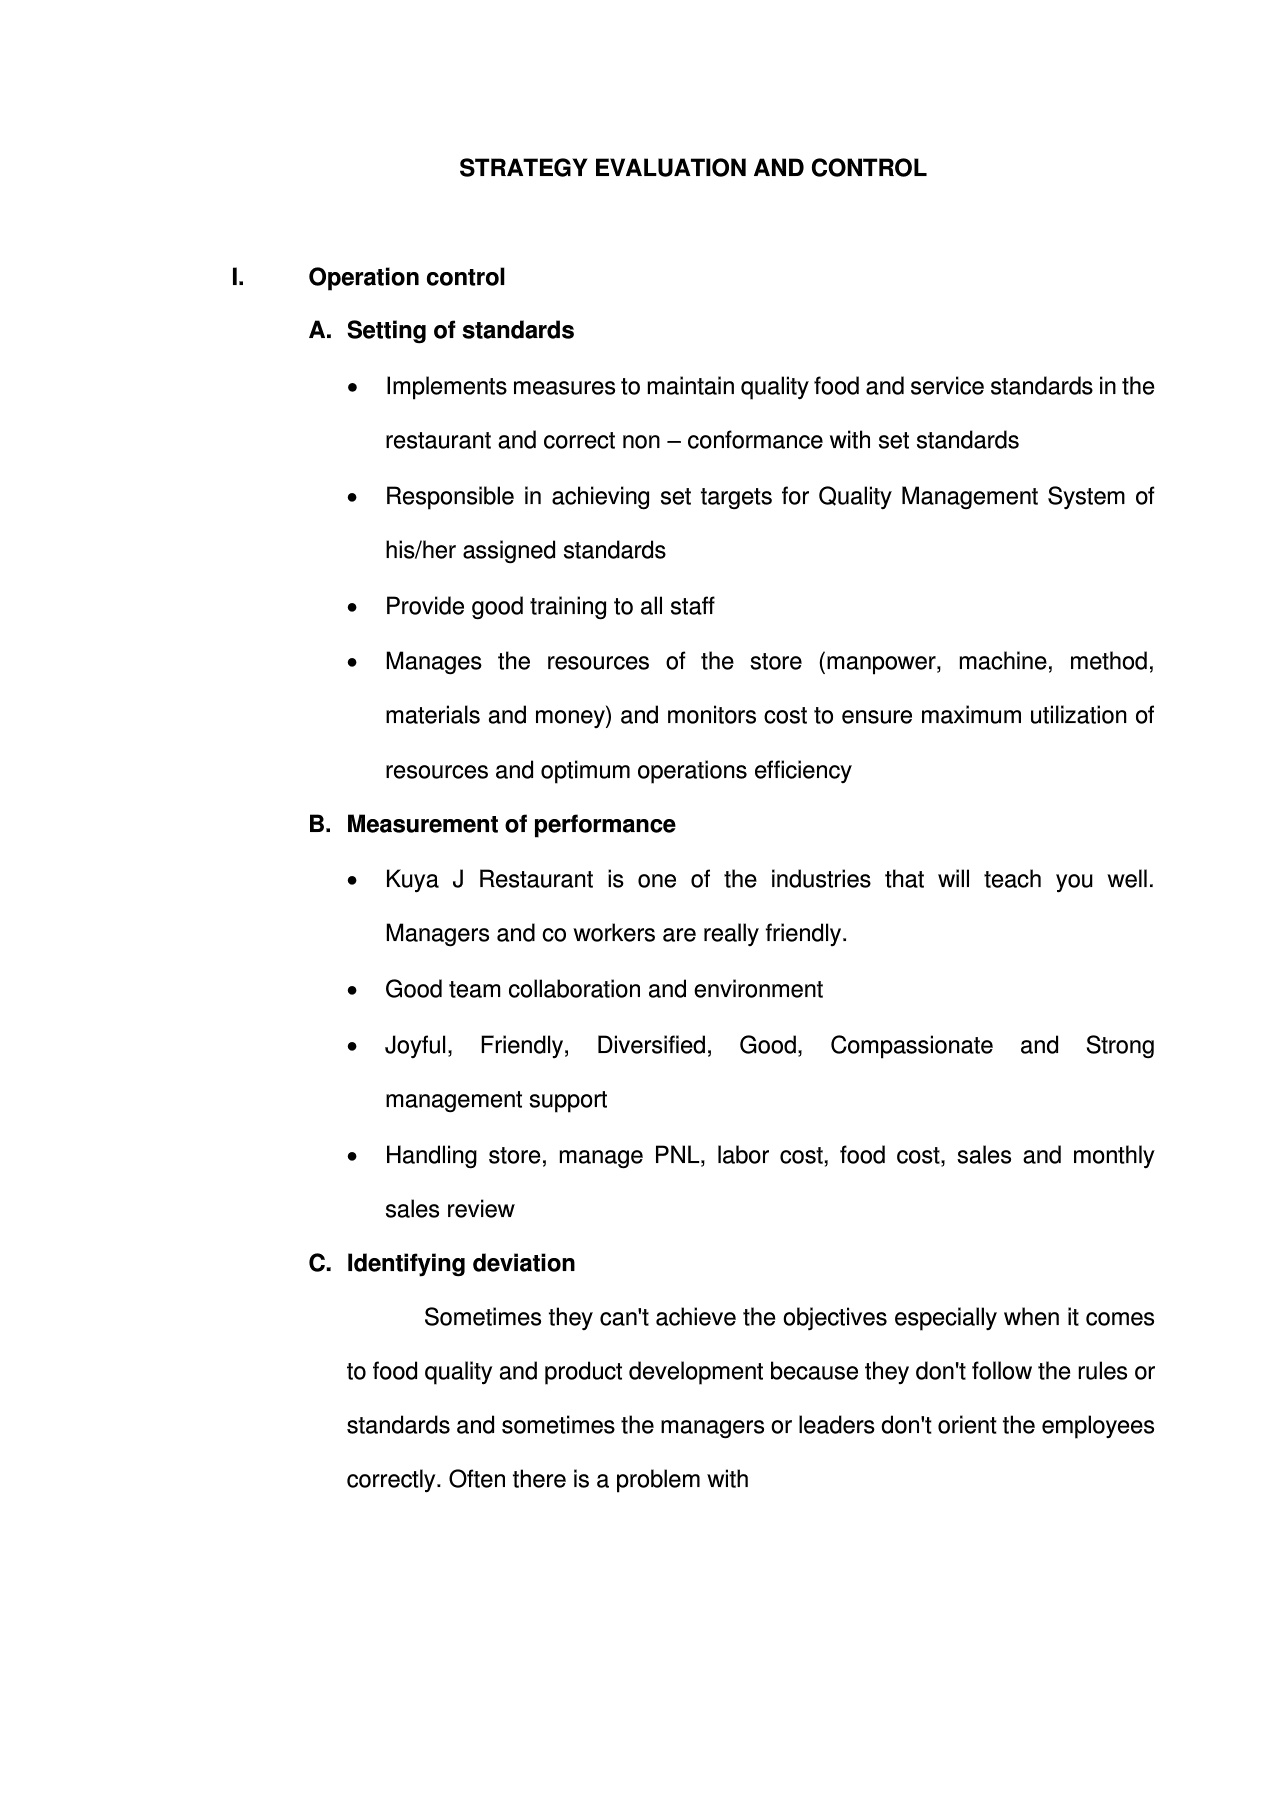 STRATEGY EVALUATION AND CONTROL
I. Operation control
A. Setting of standards
• Implements measures to maintain quality food and service standards in the
restaurant and correct non – conformance with set standards
• Responsible in achieving set targets for Quality Management System of
his/her assigned standards
• Provide good training to all staff
• Manages the resources of the store (manpower, machine, method,
materials and money) and monitors cost to ensure maximum utilization of
resources and optimum operations efficiency
B. Measurement of performance
• Kuya J Restaurant is one of the industries that will teach you well.
Managers and co workers are really friendly.
• Good team collaboration and environment
• Joyful, Friendly, Diversified, Good, Compassionate and Strong
management support
• Handling store, manage PNL, labor cost, food cost, sales and monthly
sales review
C. Identifying deviation
Sometimes they can't achieve the objectives especially when it comes
to food quality and product development because they don't follow the rules or
standards and sometimes the managers or leaders don't orient the employees
correctly. Often there is a problem with